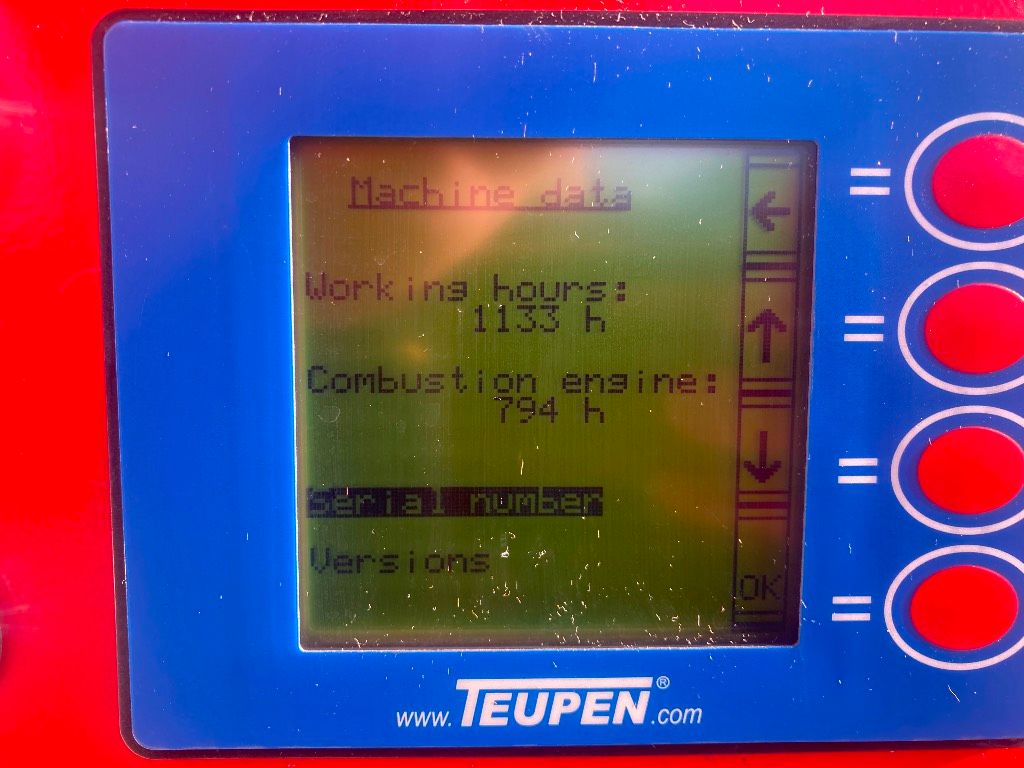 Machine data
Working hours:
1133 h
Combustion engine:
794 h
Serial number
Versions
OK
www.TEUPEN®.com